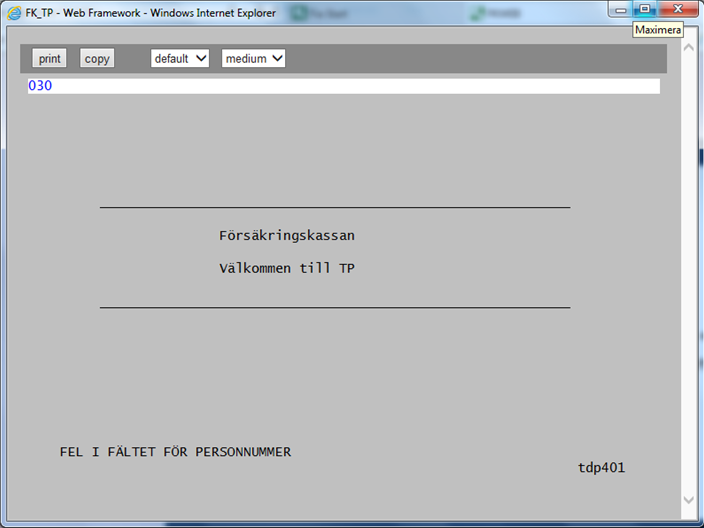 FK_TP - Web Framework - Windows Internet Explorer
Maximera
print copy default medium
030
Försäkringskassan
Välkommen till TP
FEL I FÄLTET FÖR PERSONNUMMER
tdp401